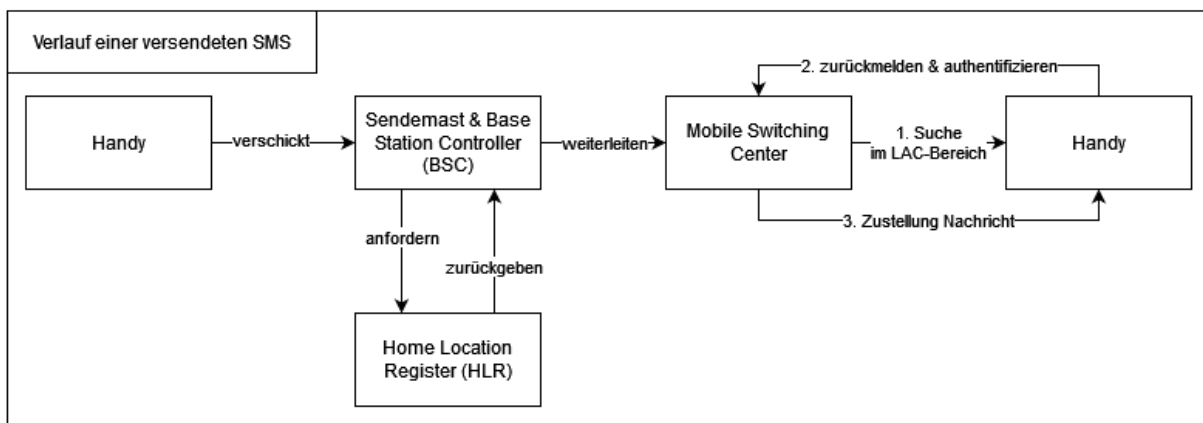 Verlauf einer versendeten SMS
2. zurückmelden & authentifizieren
Handy
verschickt
Sendemast & Base
Station Controller
(BSC)
weiterleiten
Mobile Switching
Center
1. Suche
im LAC-Bereich
Handy
3. Zustellung Nachricht
anfordern
zurückgeben
Home Location
Register (HLR)